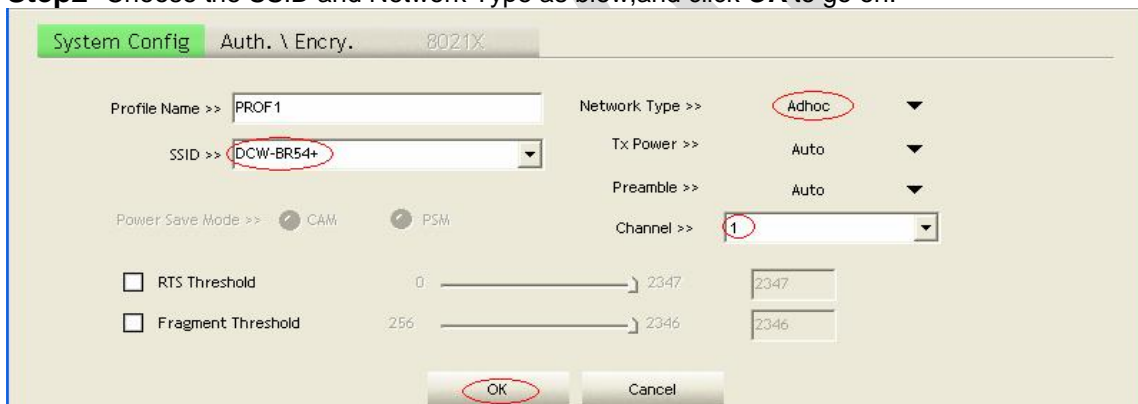 Step2 Choose the SSID and Network Type as blow,and click OK to go on.
System Config Auth. \ Encry. 8021X
Profile Name >> PROF1 Network Type >> Adhoc
SSID >> DCW-BR54+ Tx Power >> Auto
Preamble >> Auto
Power Save Mode >> CAM PSM Channel >> 1
RTS Threshold 0 2347 2347
Fragment Threshold 256 2346 2346
OK Cancel